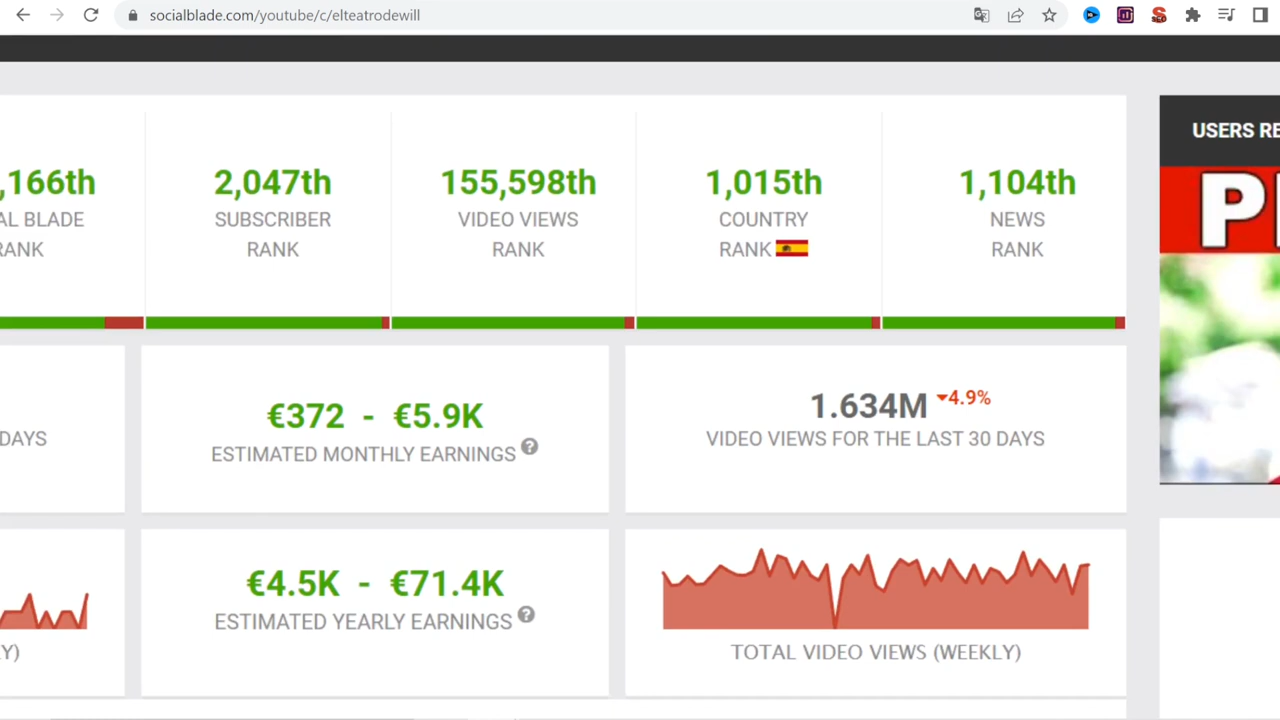 socialblade.com/youtube/c/elteatrodewill
USERS RE
,166th
AL BLADE
RANK
2,047th
SUBSCRIBER
RANK
155,598th
VIDEO VIEWS
RANK
1,015th
COUNTRY
RANK
1,104th
NEWS
RANK
DAYS
€372 - €5.9K
ESTIMATED MONTHLY EARNINGS ?
1.634M 4.9%
VIDEO VIEWS FOR THE LAST 30 DAYS
Y)
€4.5K - €71.4K
ESTIMATED YEARLY EARNINGS ?
TOTAL VIDEO VIEWS (WEEKLY)